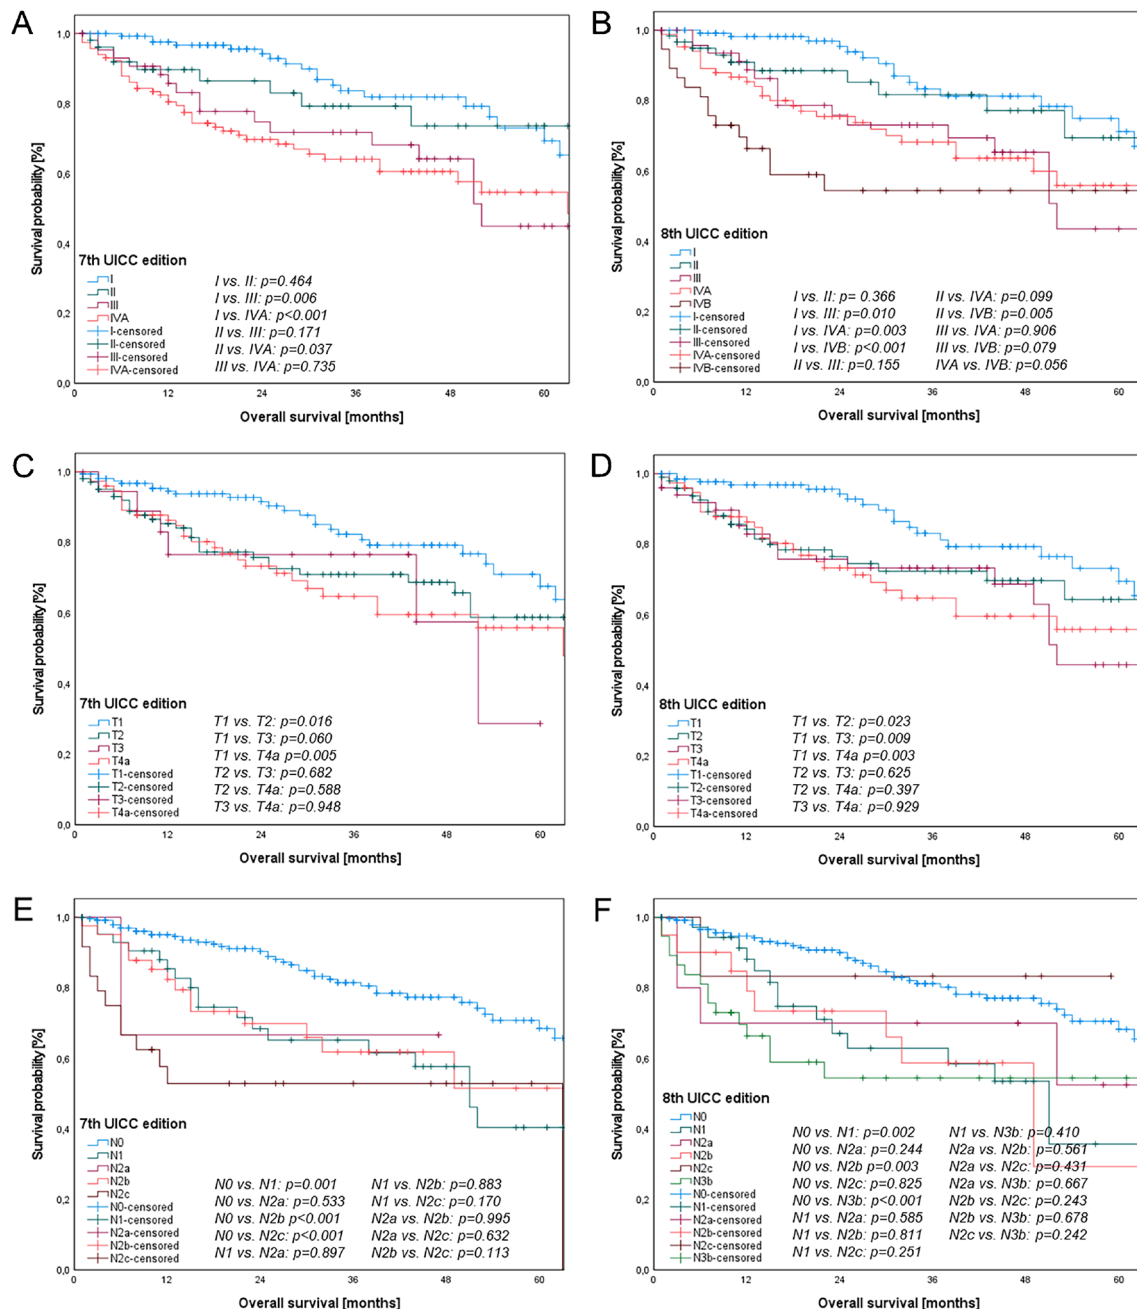 A
Survival probability [%]
1,0
0,8
0,6
0,4
0,2
0,0
7th UICC edition
I
II
III
IVA
I-censored
II-censored
III-censored
IVA-censored
I vs. II: p=0.464
I vs. III: p=0.006
I vs. IVA: p<0.001
II vs. III: p=0.171
II vs. IVA: p=0.037
III vs. IVA: p=0.735
0 12 24 36 48 60
Overall survival [months]
B
Survival probability [%]
1,0
0,8
0,6
0,4
0,2
0,0
8th UICC edition
I
II
III
IVA
IVB
I-censored
II-censored
III-censored
IVA-censored
IVB-censored
I vs. II: p= 0.366
I vs. III: p=0.010
I vs. IVA: p=0.003
I vs. IVB: p<0.001
II vs. III: p=0.155
II vs. IVA: p=0.099
II vs. IVB: p=0.005
III vs. IVA: p=0.906
III vs. IVB: p=0.079
IVA vs. IVB: p=0.056
0 12 24 36 48 60
Overall survival [months]
C
Survival probability [%]
1,0
0,8
0,6
0,4
0,2
0,0
7th UICC edition
T1
T2
T3
T4a
T1-censored
T2-censored
T3-censored
T4a-censored
T1 vs. T2: p=0.016
T1 vs. T3: p=0.060
T1 vs. T4a p=0.005
T2 vs. T3: p=0.682
T2 vs. T4a: p=0.588
T3 vs. T4a: p=0.948
0 12 24 36 48 60
Overall survival [months]
D
Survival probability [%]
1,0
0,8
0,6
0,4
0,2
0,0
8th UICC edition
T1
T2
T3
T4a
T1-censored
T2-censored
T3-censored
T4a-censored
T1 vs. T2: p=0.023
T1 vs. T3: p=0.009
T1 vs. T4a p=0.003
T2 vs. T3: p=0.625
T2 vs. T4a: p=0.397
T3 vs. T4a: p=0.929
0 12 24 36 48 60
Overall survival [months]
E
Survival probability [%]
1,0
0,8
0,6
0,4
0,2
0,0
7th UICC edition
N0
N1
N2a
N2b
N2c
N0-censored
N1-censored
N2a-censored
N2b-censored
N2c-censored
N0 vs. N1: p=0.001
N0 vs. N2a: p=0.533
N0 vs. N2b p<0.001
N0 vs. N2c: p<0.001
N1 vs. N2a: p=0.897
N1 vs. N2b: p=0.883
N1 vs. N2c: p=0.170
N2a vs. N2b: p=0.995
N2a vs. N2c: p=0.632
N2b vs. N2c: p=0.113
0 12 24 36 48 60
Overall survival [months]
F
Survival probability [%]
1,0
0,8
0,6
0,4
0,2
0,0
8th UICC edition
N0
N1
N2a
N2b
N2c
N3b
N0-censored
N1-censored
N2a-censored
N2b-censored
N2c-censored
N3b-censored
N0 vs. N1: p=0.002
N0 vs. N2a: p=0.244
N0 vs. N2b p=0.003
N0 vs. N2c: p=0.825
N0 vs. N3b: p<0.001
N1 vs. N2a: p=0.585
N1 vs. N2b: p=0.811
N1 vs. N2c: p=0.251
N1 vs. N3b: p=0.410
N2a vs. N2b: p=0.561
N2a vs. N2c: p=0.431
N2a vs. N3b: p=0.667
N2b vs. N2c: p=0.243
N2b vs. N3b: p=0.678
N2c vs. N3b: p=0.242
0 12 24 36 48 60
Overall survival [months]